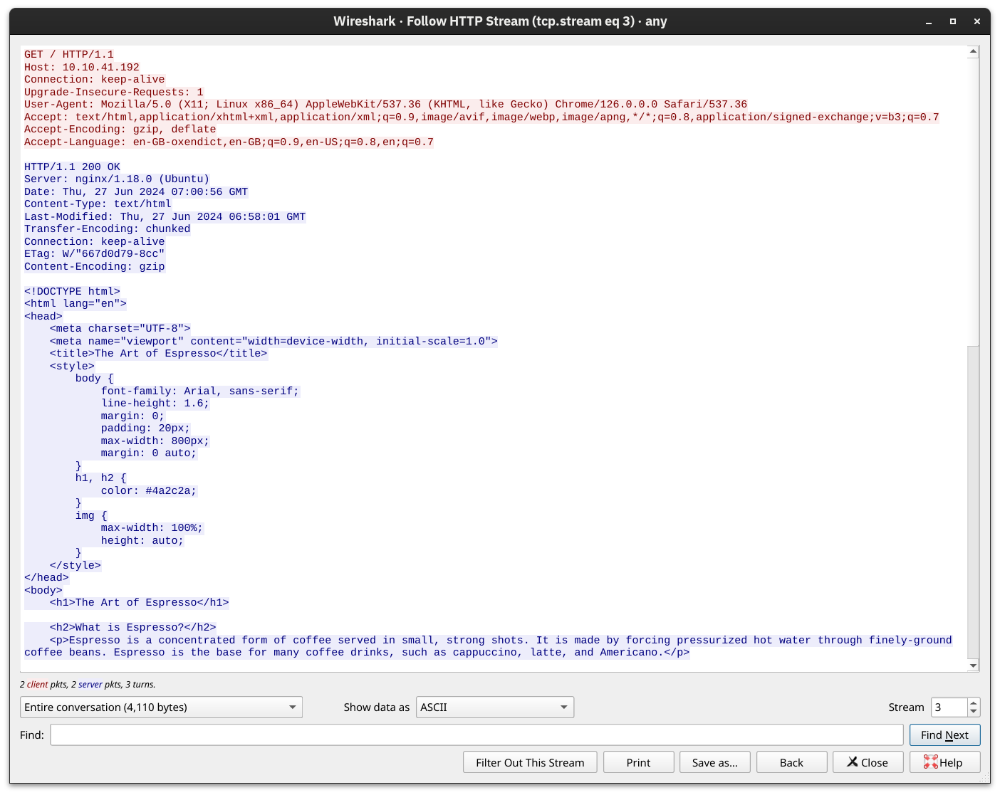 Wireshark · Follow HTTP Stream (tcp.stream eq 3) · any
GET / HTTP/1.1
Host: 10.10.41.192
Connection: keep-alive
Upgrade-Insecure-Requests: 1
User-Agent: Mozilla/5.0 (X11; Linux x86_64) AppleWebKit/537.36 (KHTML, like Gecko) Chrome/126.0.0.0 Safari/537.36
Accept: text/html,application/xhtml+xml,application/xml;q=0.9,image/avif,image/webp,image/apng,*/*;q=0.8,application/signed-exchange;v=b3;q=0.7
Accept-Encoding: gzip, deflate
Accept-Language: en-GB-oxendict,en-GB;q=0.9,en-US;q=0.8,en;q=0.7

HTTP/1.1 200 OK
Server: nginx/1.18.0 (Ubuntu)
Date: Thu, 27 Jun 2024 07:00:56 GMT
Content-Type: text/html
Last-Modified: Thu, 27 Jun 2024 06:58:01 GMT
Transfer-Encoding: chunked
Connection: keep-alive
ETag: W/"667d0d79-8cc"
Content-Encoding: gzip

<!DOCTYPE html>
<html lang="en">
<head>
    <meta charset="UTF-8">
    <meta name="viewport" content="width=device-width, initial-scale=1.0">
    <title>The Art of Espresso</title>
    <style>
        body {
            font-family: Arial, sans-serif;
            line-height: 1.6;
            margin: 0;
            padding: 20px;
            max-width: 800px;
            margin: 0 auto;
        }
        h1, h2 {
            color: #4a2c2a;
        }
        img {
            max-width: 100%;
            height: auto;
        }
    </style>
</head>
<body>
    <h1>The Art of Espresso</h1>

    <h2>What is Espresso?</h2>
    <p>Espresso is a concentrated form of coffee served in small, strong shots. It is made by forcing pressurized hot water through finely-ground
coffee beans. Espresso is the base for many coffee drinks, such as cappuccino, latte, and Americano.</p>
2 client pkts, 2 server pkts, 3 turns.
Entire conversation (4,110 bytes)
Show data as ASCII
Stream 3
Find:
Find Next
Filter Out This Stream
Print
Save as...
Back
Close
Help